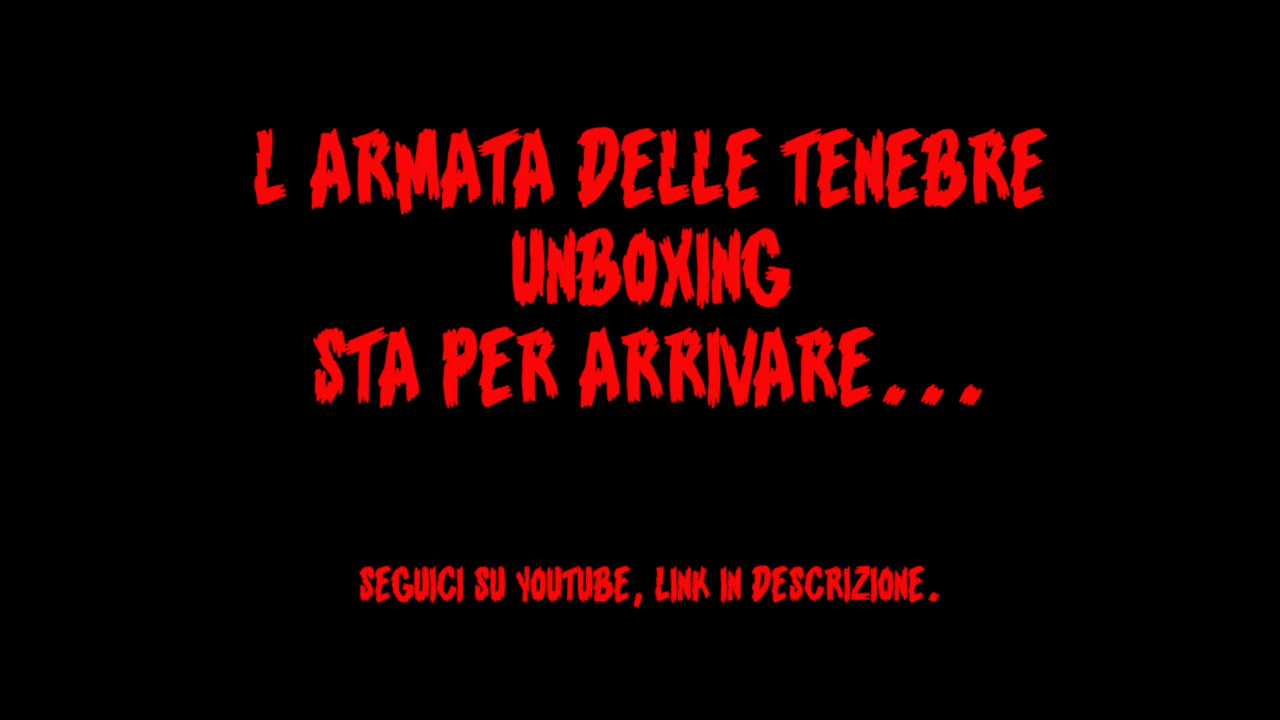 L ARMATA DELLE TENEBRE
UNBOXING
STA PER ARRIVARE...
SEGUICI SU YOUTUBE, LINK IN DESCRIZIONE.